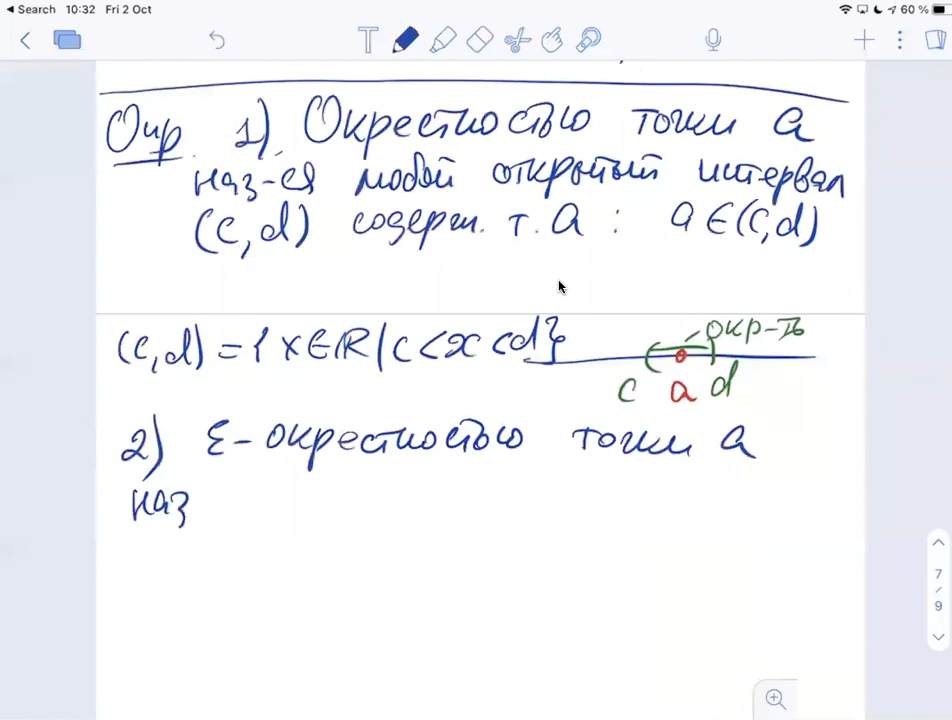 Search 10:32 Fri 2 Oct 60 %
Опр 1) Окрестностью точки a
наз-ся любой открытый интервал
(c,d) содерж. т. a : a ∈ (c,d)
(c,d) = { x ∈ ℝ | c < x < d }
окр-ть
c a d
2) ε-окрестностью точки a
наз
7
/
9